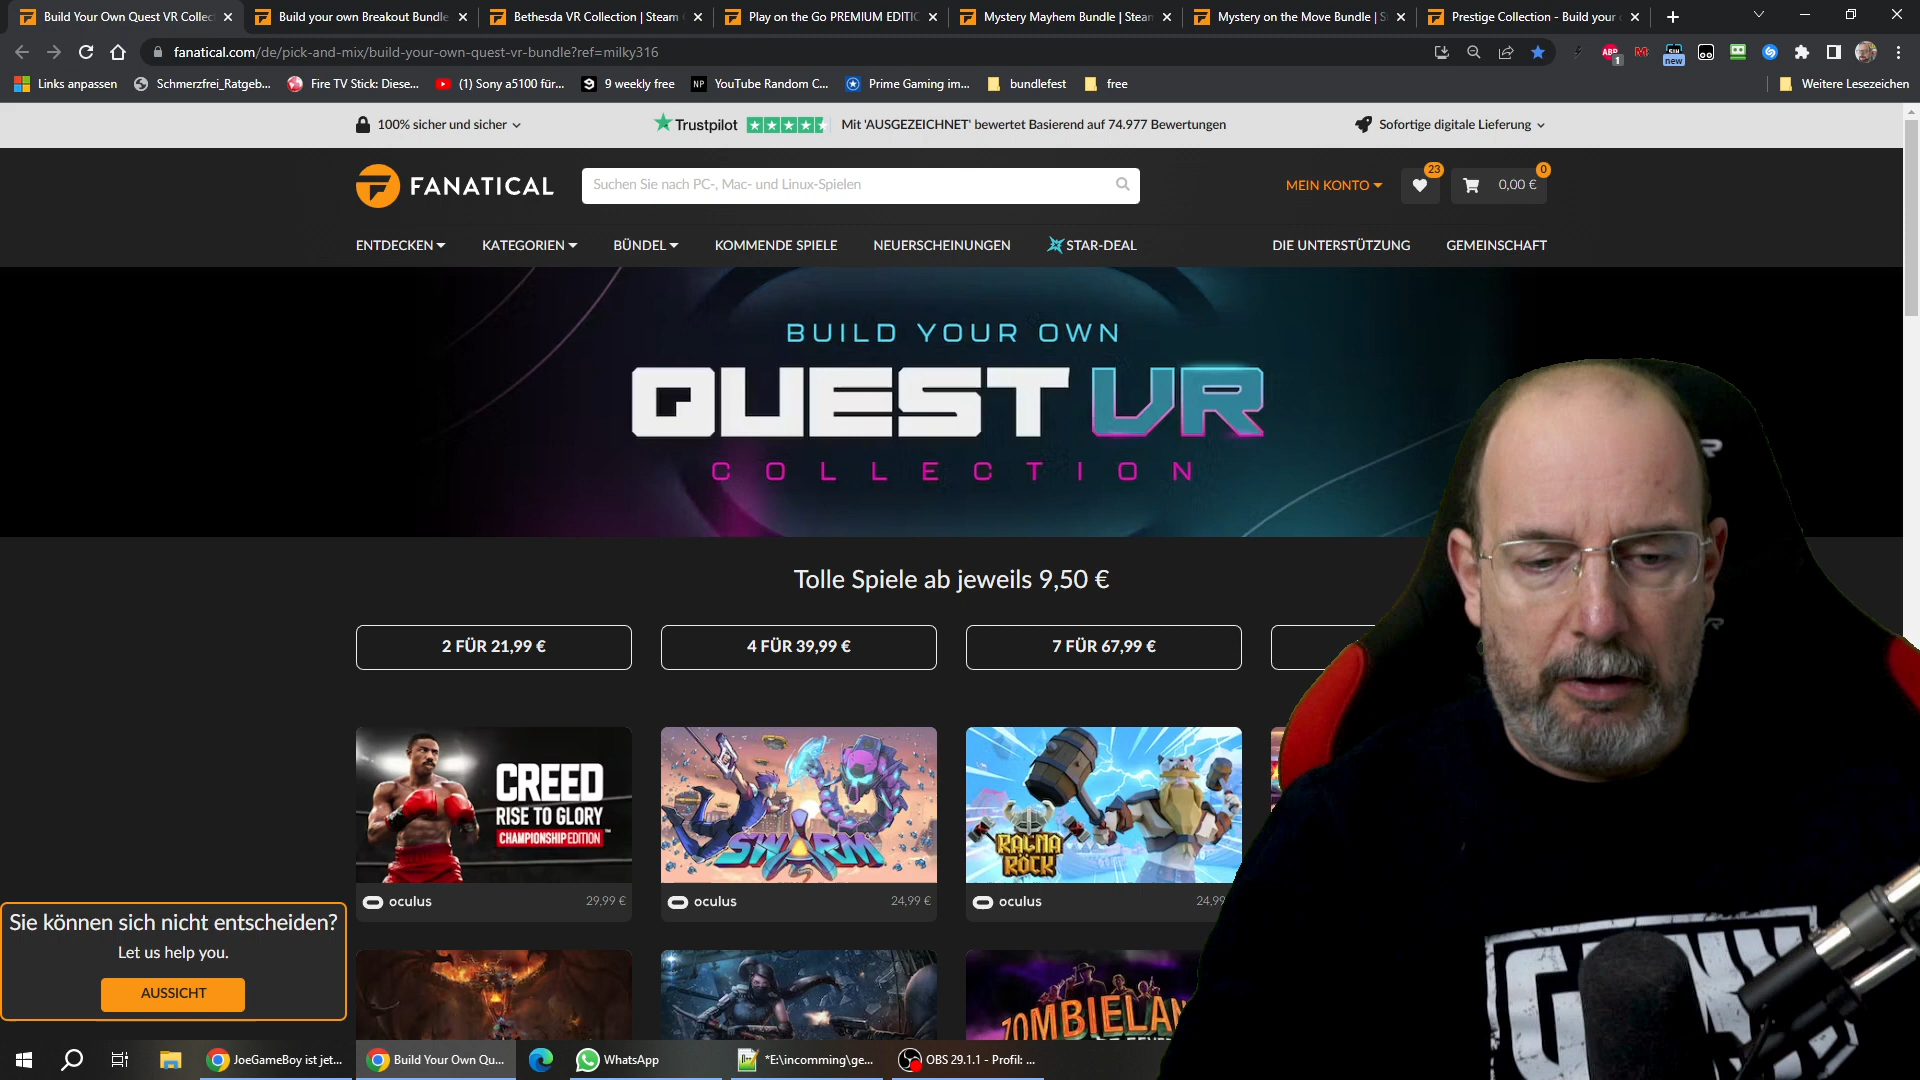 Build Your Own Quest VR Collec
Build your own Breakout Bundle
Bethesda VR Collection | Steam
Play on the Go PREMIUM EDITIO
Mystery Mayhem Bundle | Steam
Mystery on the Move Bundle | S
Prestige Collection - Build your
fanatical.com/de/pick-and-mix/build-your-own-quest-vr-bundle?ref=milky316
ABP
1
new
Links anpassen
Schmerzfrei_Ratgeb...
Fire TV Stick: Diese...
(1) Sony a5100 für...
9 weekly free
NP
YouTube Random C...
Prime Gaming im...
bundlefest
free
Weitere Lesezeichen
100% sicher und sicher
Trustpilot
Mit 'AUSGEZEICHNET' bewertet Basierend auf 74.977 Bewertungen
Sofortige digitale Lieferung
FANATICAL
Suchen Sie nach PC-, Mac- und Linux-Spielen
MEIN KONTO
23
0,00 €
0
ENTDECKEN
KATEGORIEN
BÜNDEL
KOMMENDE SPIELE
NEUERSCHEINUNGEN
STAR-DEAL
DIE UNTERSTÜTZUNG
GEMEINSCHAFT
BUILD YOUR OWN
QUEST VR
COLLECTION
Tolle Spiele ab jeweils 9,50 €
2 FÜR 21,99 €
4 FÜR 39,99 €
7 FÜR 67,99 €
CREED
RISE TO GLORY
CHAMPIONSHIP EDITION™
SWARM
RAGNA
RÖCK
oculus
29,99 €
oculus
24,99 €
oculus
24,99
ZOMBIELAN
Sie können sich nicht entscheiden?
Let us help you.
AUSSICHT
JoeGameBoy ist jet...
Build Your Own Qu...
WhatsApp
*E:\incomming\ge...
OBS 29.1.1 - Profil: ...